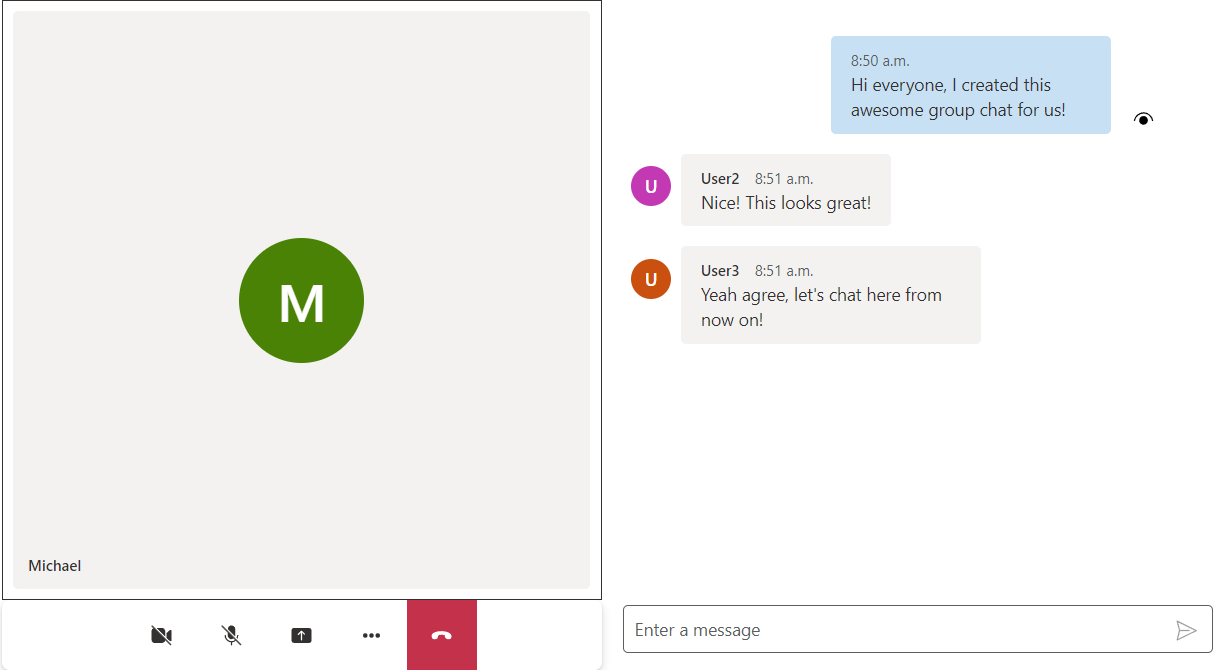 M
Michael
8:50 a.m.
Hi everyone, I created this
awesome group chat for us!
U
User2 8:51 a.m.
Nice! This looks great!
U
User3 8:51 a.m.
Yeah agree, let's chat here from
now on!
Enter a message